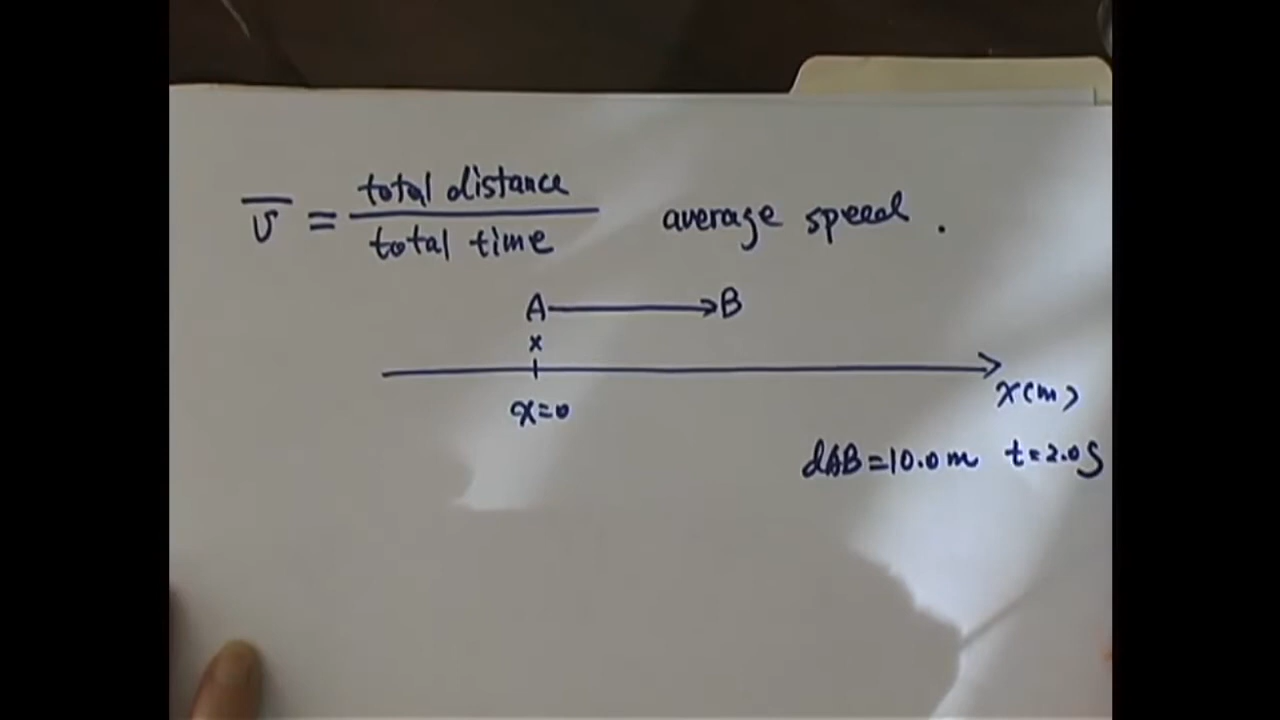 v̅ = total distance / total time average speed .
A → B
x
x=0
x(m)
dAB=10.0m t=2.0s